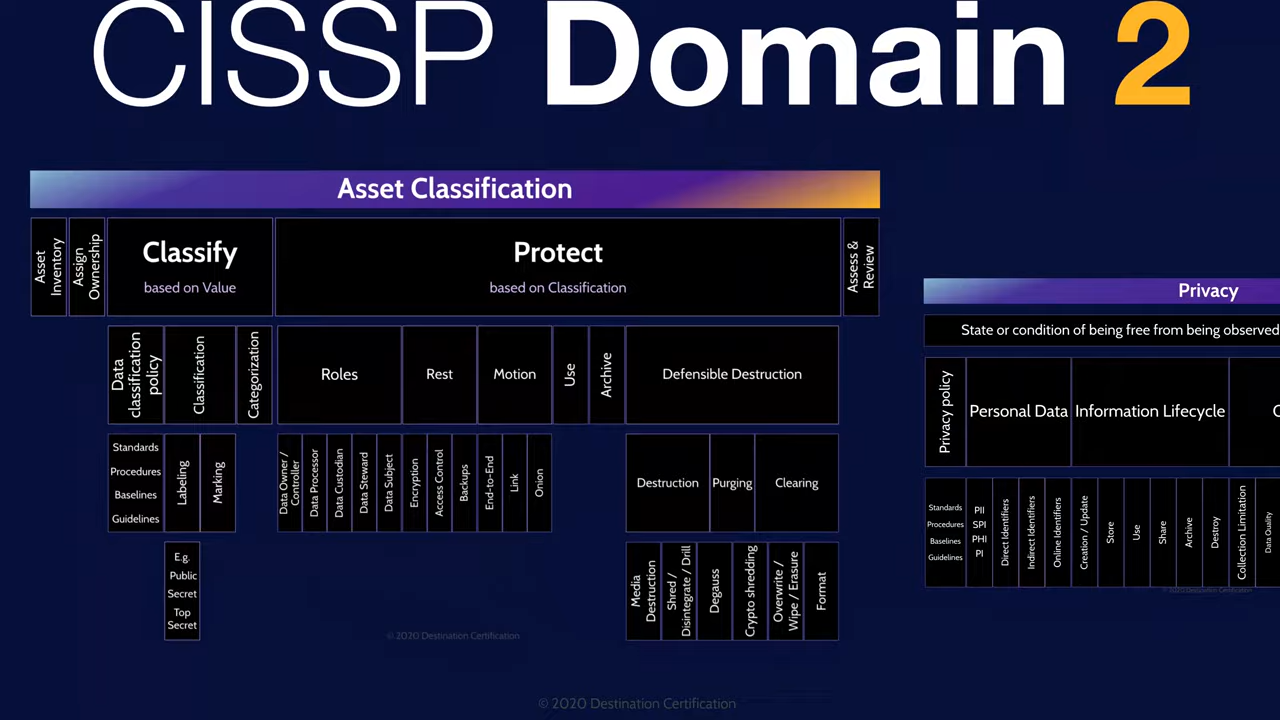 CISSP Domain 2
Asset Classification
Asset
Inventory
Assign
Ownership
Classify
based on Value
Protect
based on Classification
Assess &
Review
Data
classification
policy
Classification
Categorization
Roles
Rest
Motion
Use
Archive
Defensible Destruction
Standards
Procedures
Baselines
Guidelines
Labeling
Marking
Data Owner /
Controller
Data Processor
Data Custodian
Data Steward
Data Subject
Encryption
Access Control
Backups
End-to-End
Link
Onion
Destruction
Purging
Clearing
E.g.
Public
Secret
Top
Secret
Media
Destruction
Shred /
Disintegrate / Drill
Degauss
Crypto shredding
Overwrite /
Wipe / Erasure
Format
© 2020 Destination Certification
Privacy
State or condition of being free from being observed
Privacy policy
Personal Data
Information Lifecycle
Standards
Procedures
Baselines
Guidelines
PII
SPI
PHI
PI
Direct Identifiers
Indirect Identifiers
Online Identifiers
Creation / Update
Store
Use
Share
Archive
Destroy
Collection Limitation
Data Quality
© 2020 Destination Certification
© 2020 Destination Certification